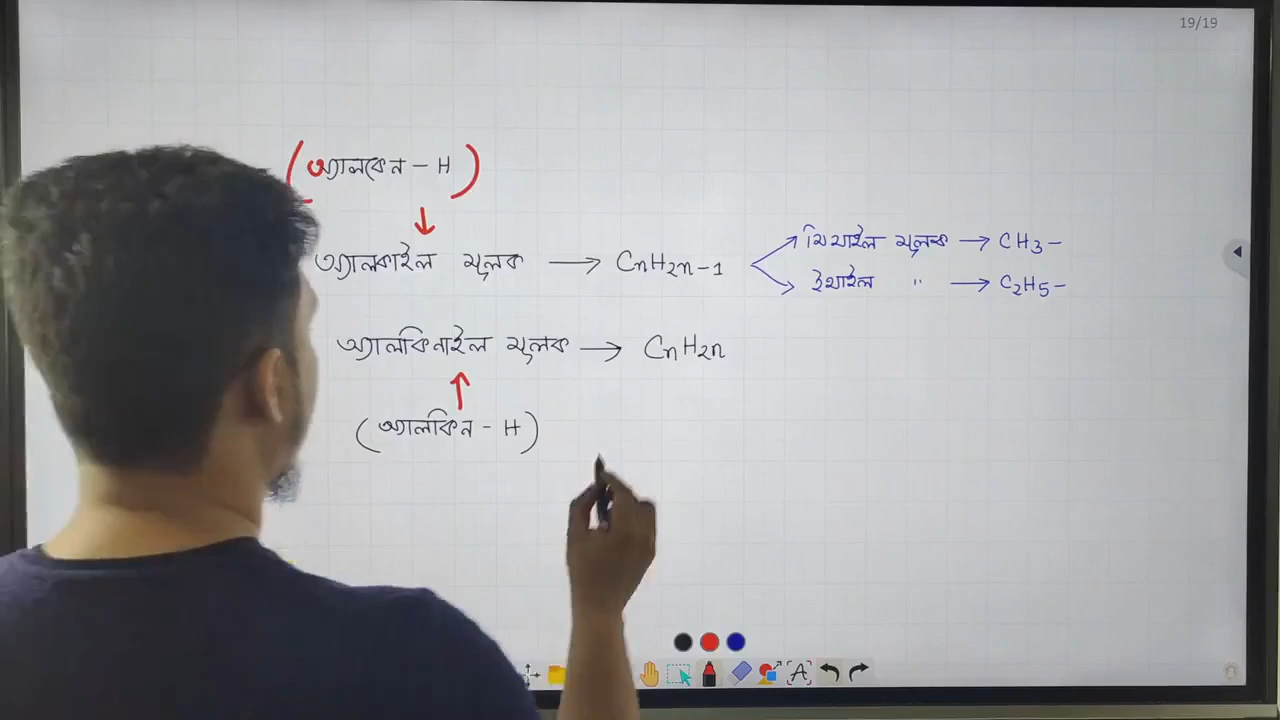 19/19
(অ্যালকেন - H)
অ্যালকাইল মূলক → CnH2n-1
মিথাইল মূলক → CH3-
ইথাইল " → C2H5-
অ্যালকিনাইল মূলক → CnH2n
(অ্যালকিন - H)